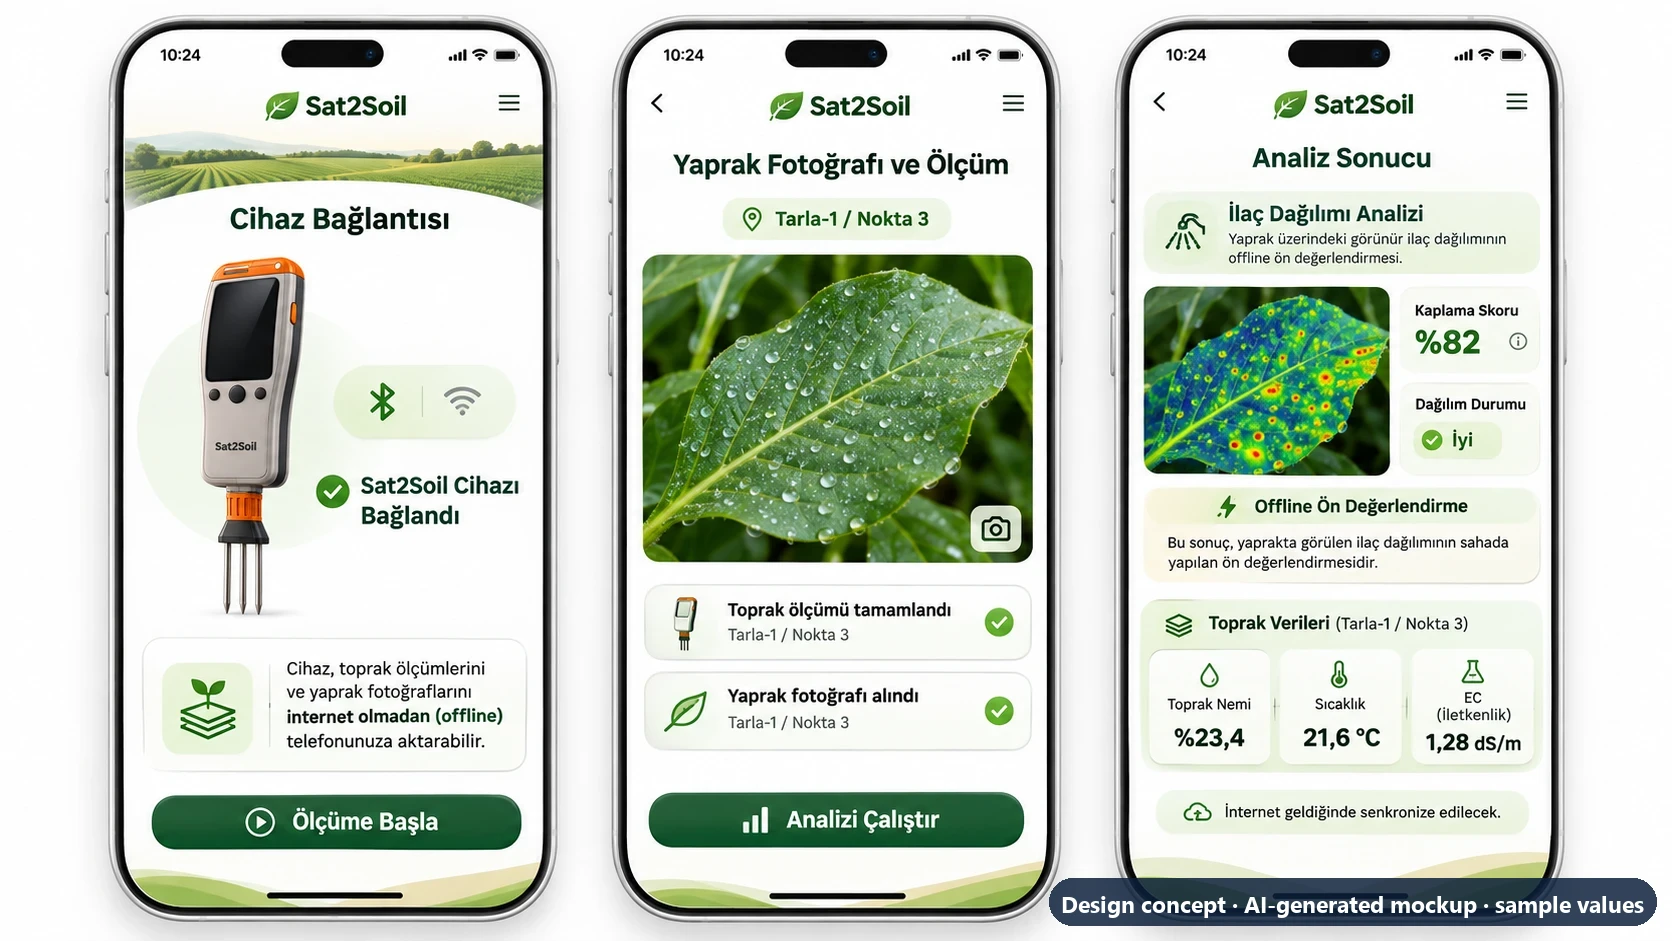 10:24
Sat2Soil
Cihaz Bağlantısı
Sat2Soil
Sat2Soil Cihazı
Bağlandı
Cihaz, toprak ölçümlerini
ve yaprak fotoğraflarını
internet olmadan (offline)
telefonunuza aktarabilir.
Ölçüme Başla
10:24
Sat2Soil
Yaprak Fotoğrafı ve Ölçüm
Tarla-1 / Nokta 3
Toprak ölçümü tamamlandı
Tarla-1 / Nokta 3
Yaprak fotoğrafı alındı
Tarla-1 / Nokta 3
Analizi Çalıştır
10:24
Sat2Soil
Analiz Sonucu
İlaç Dağılımı Analizi
Yaprak üzerindeki görünür ilaç dağılımının
offline ön değerlendirmesi.
Kaplama Skoru
%82
Dağılım Durumu
İyi
Offline Ön Değerlendirme
Bu sonuç, yaprakta görülen ilaç dağılımının sahada
yapılan ön değerlendirmesidir.
Toprak Verileri (Tarla-1 / Nokta 3)
Toprak Nemi
%23,4
Sıcaklık
21,6 °C
EC
(İletkenlik)
1,28 dS/m
İnternet geldiğinde senkronize edilecek.
Design concept · AI-generated mockup · sample values